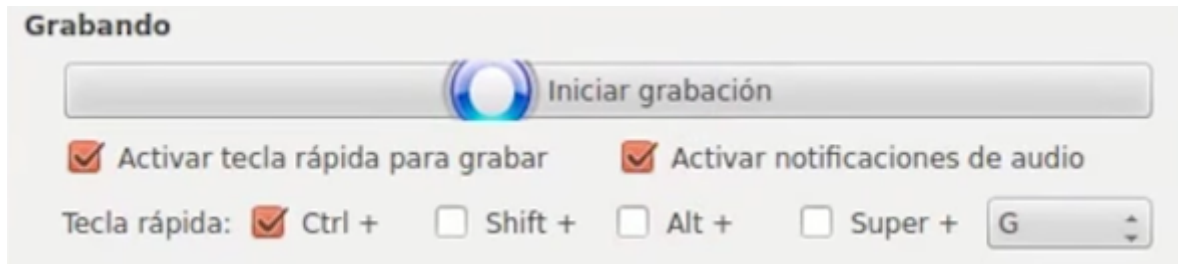 Grabando
Iniciar grabación
Activar tecla rápida para grabar Activar notificaciones de audio
Tecla rápida: Ctrl + Shift + Alt + Super + G